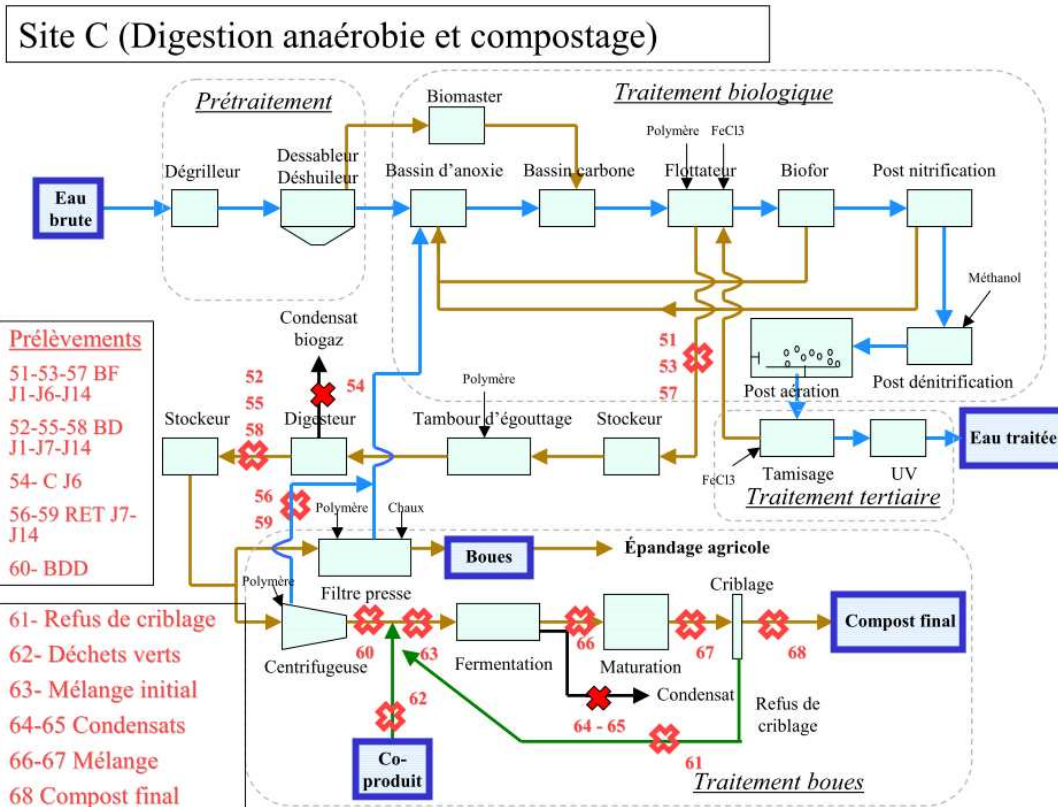 Site C (Digestion anaérobie et compostage)
Prétraitement
Traitement biologique
Biomaster
Polymère
FeCl3
Dégrilleur
Dessableur
Déshuileur
Bassin d'anoxie
Bassin carbone
Flottateur
Biofor
Post nitrification
Eau
brute
Méthanol
Condensat
biogaz
Prélèvements
51-53-57 BF
J1-J6-J14
52-55-58 BD
J1-J7-J14
54- C J6
56-59 RET J7-
J14
60- BDD
51
53
57
52
55
58
54
Polymère
Post aération
Post dénitrification
Stockeur
Digesteur
Tambour d'égouttage
Stockeur
Eau traitée
FeCl3
Tamisage
UV
Traitement tertiaire
56
59
Polymère
Chaux
Boues
Épandage agricole
Filtre presse
Polymère
Criblage
Centrifugeuse
60
63
Fermentation
66
Maturation
67
68
Compost final
61- Refus de criblage
62- Déchets verts
63- Mélange initial
64-65 Condensats
66-67 Mélange
68 Compost final
62
Condensat
64 - 65
Refus de
criblage
61
Co-
produit
Traitement boues